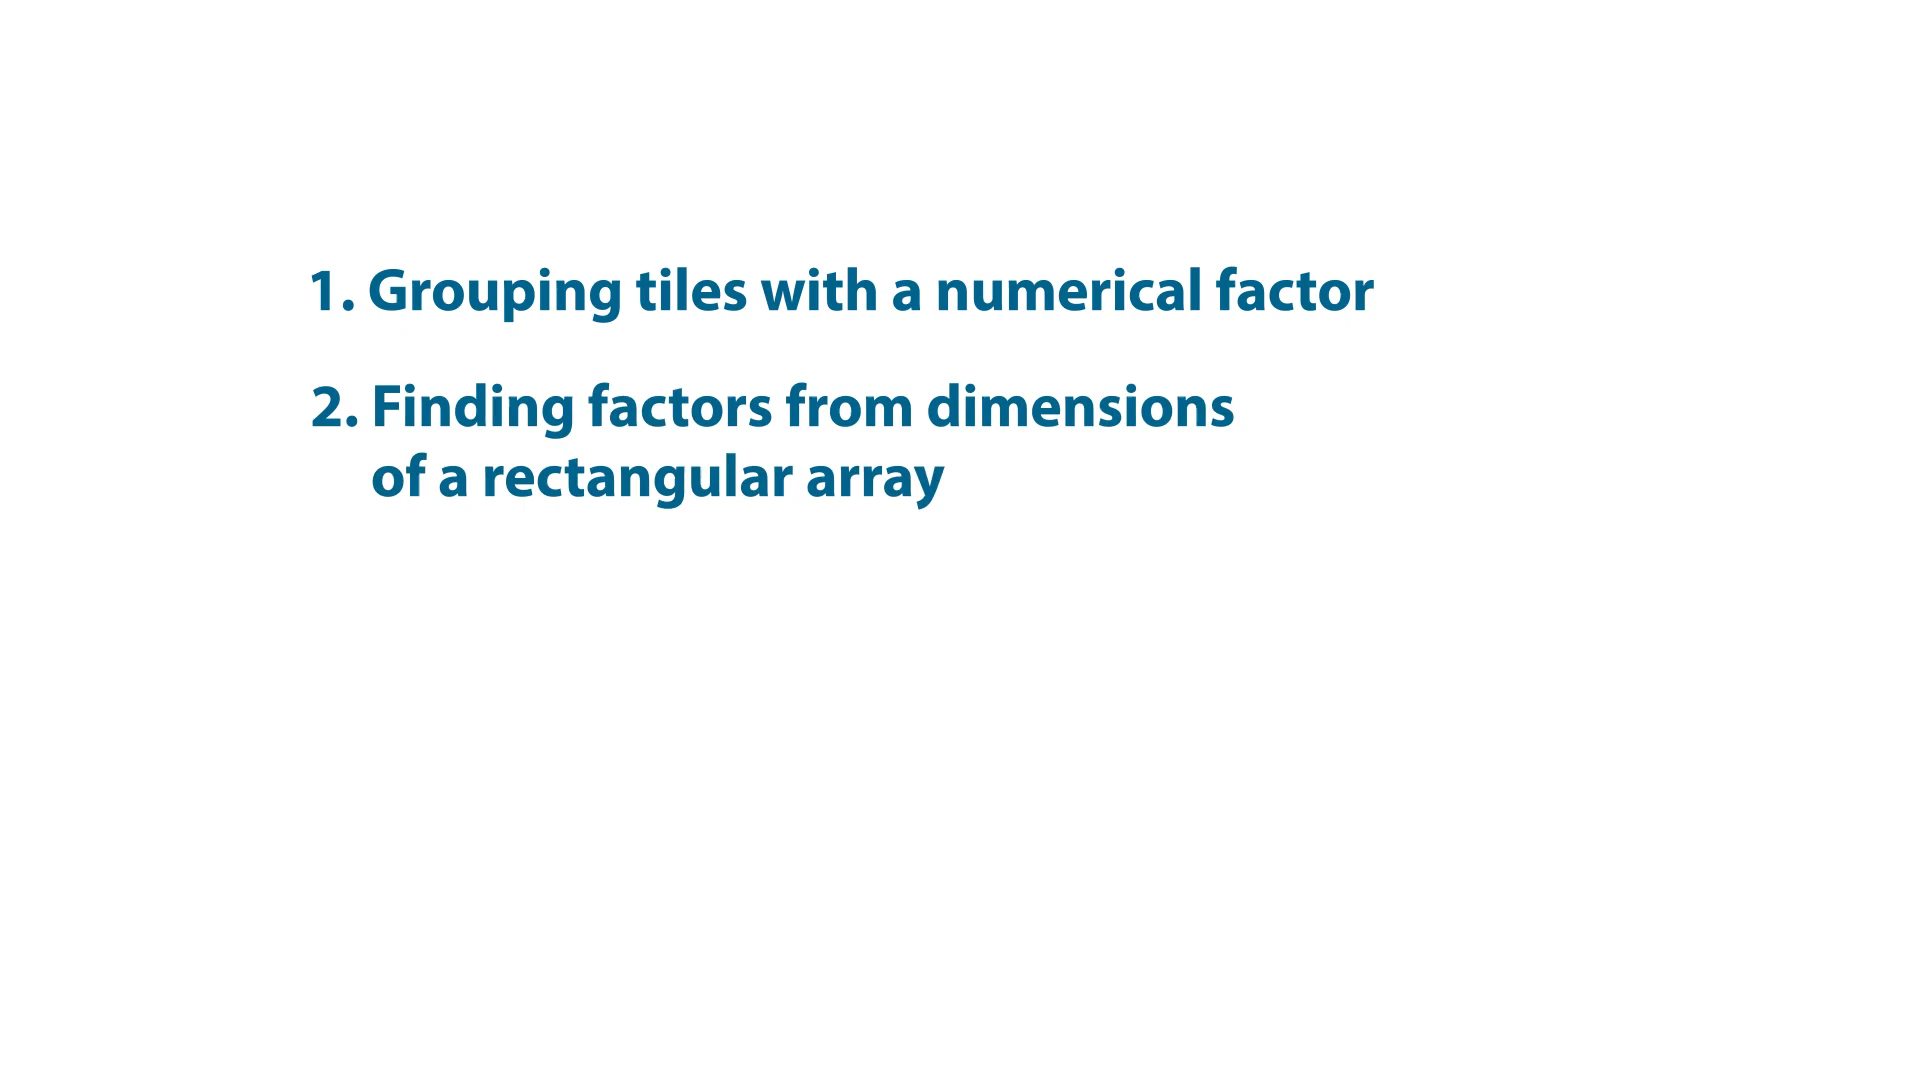 1. Grouping tiles with a numerical factor
2. Finding factors from dimensions
of a rectangular array